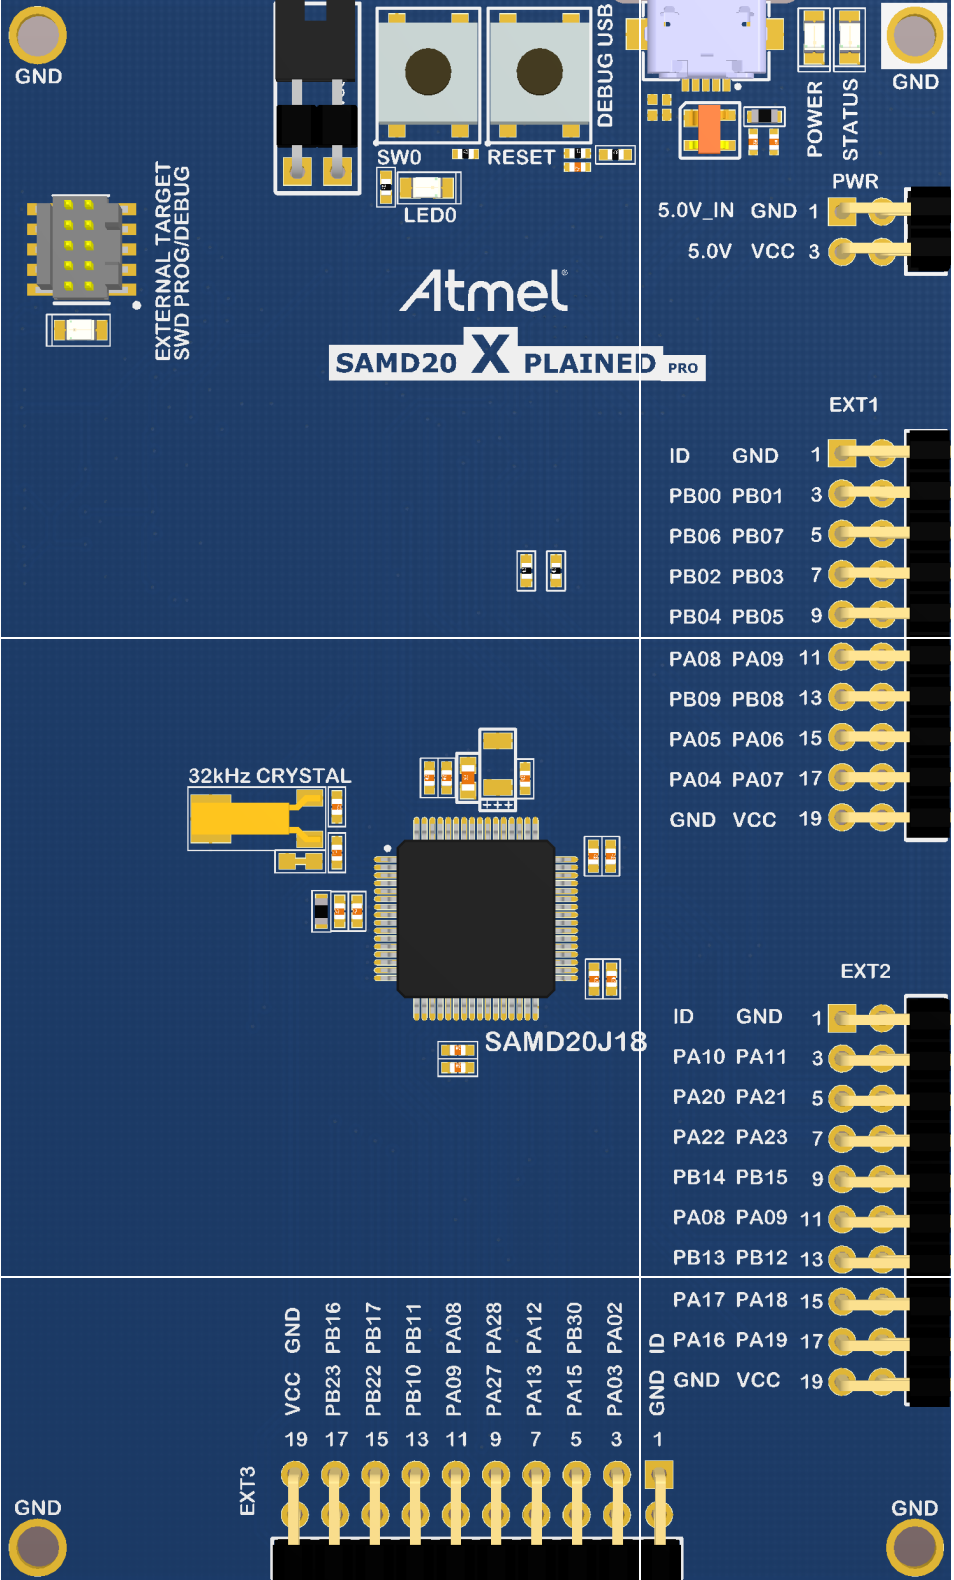 GND
GND
DEBUG USB
POWER
STATUS
SW0
RESET
LED0
PWR
5.0V_IN GND 1
5.0V VCC 3
EXTERNAL TARGET
SWD PROG/DEBUG
Atmel
SAMD20 X PLAINED PRO
EXT1
ID GND 1
PB00 PB01 3
PB06 PB07 5
PB02 PB03 7
PB04 PB05 9
PA08 PA09 11
PB09 PB08 13
PA05 PA06 15
PA04 PA07 17
GND VCC 19
32kHz CRYSTAL
+++
SAMD20J18
EXT2
ID GND 1
PA10 PA11 3
PA20 PA21 5
PA22 PA23 7
PB14 PB15 9
PA08 PA09 11
PB13 PB12 13
PA17 PA18 15
PA16 PA19 17
GND VCC 19
GND PB16 PB17 PB11 PA08 PA28 PA12 PB30 PA02 ID
VCC PB23 PB22 PB10 PA09 PA27 PA13 PA15 PA03 GND
19 17 15 13 11 9 7 5 3 1
EXT3
GND
GND